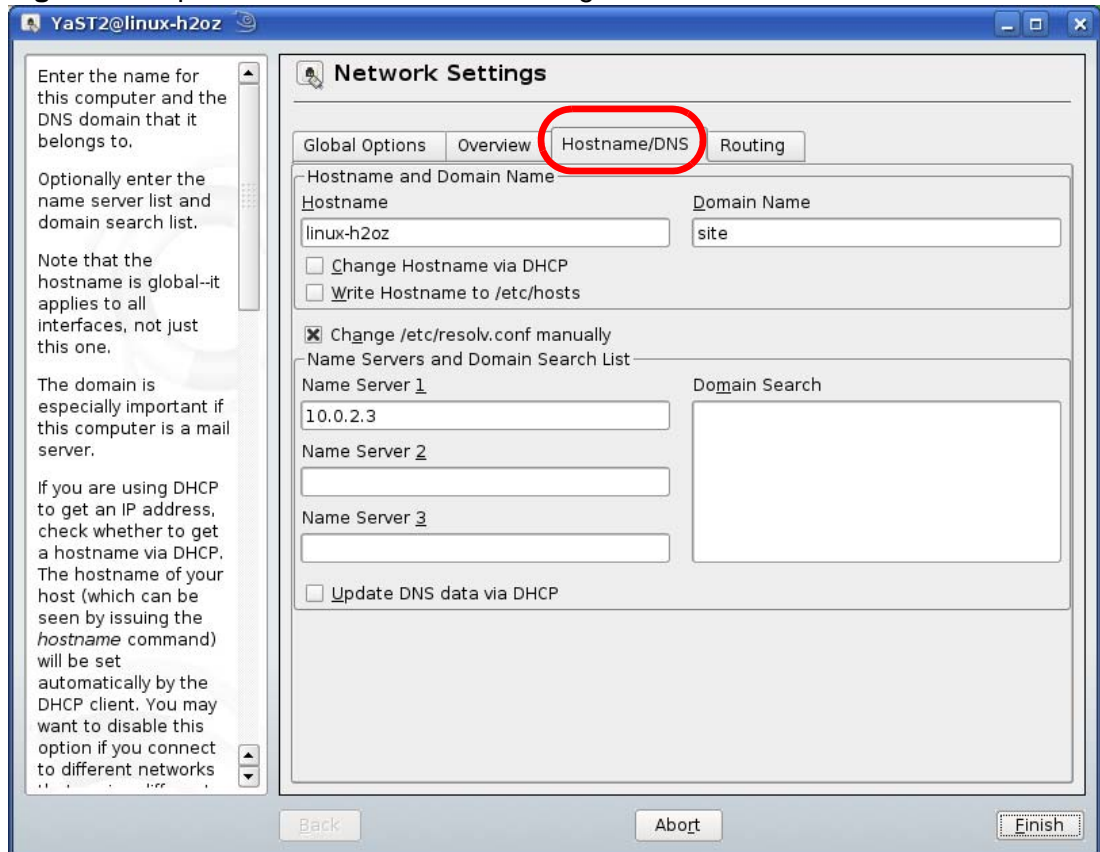 YaST2@linux-h2oz
Enter the name for
this computer and the
DNS domain that it
belongs to.
Optionally enter the
name server list and
domain search list.
Note that the
hostname is global--it
applies to all
interfaces, not just
this one.
The domain is
especially important if
this computer is a mail
server.
If you are using DHCP
to get an IP address,
check whether to get
a hostname via DHCP.
The hostname of your
host (which can be
seen by issuing the
hostname command)
will be set
automatically by the
DHCP client. You may
want to disable this
option if you connect
to different networks
Network Settings
Global Options Overview Hostname/DNS Routing
Hostname and Domain Name
Hostname Domain Name
linux-h2oz site
Change Hostname via DHCP
Write Hostname to /etc/hosts
Change /etc/resolv.conf manually
Name Servers and Domain Search List
Name Server 1 Domain Search
10.0.2.3
Name Server 2
Name Server 3
Update DNS data via DHCP
Back Abort Finish